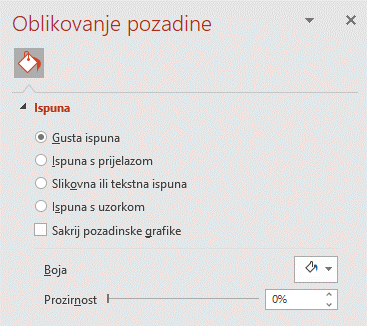 Oblikovanje pozadine
Ispuna
Gusta ispuna
Ispuna s prijelazom
Slikovna ili tekstna ispuna
Ispuna s uzorkom
Sakrij pozadinske grafike
Boja
Prozirnost 0%